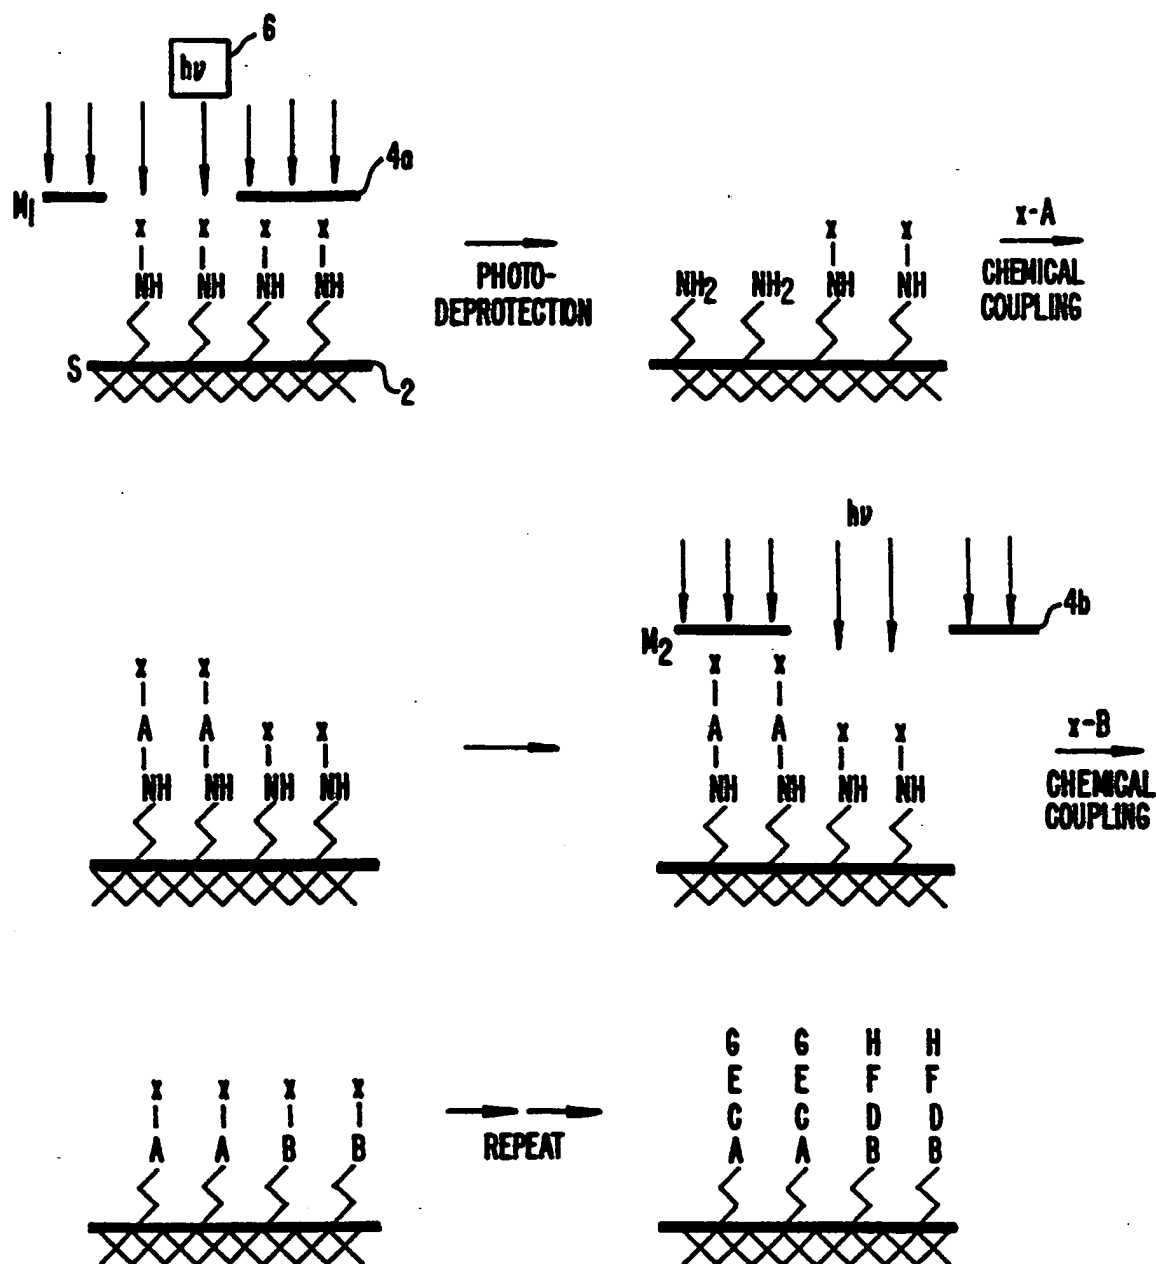 6
hν
4a
M1
x x x x
NH NH NH NH
S
2
PHOTO-
DEPROTECTION
x x
NH2 NH2 NH NH
x-A
CHEMICAL
COUPLING
x x
A A x x
NH NH NH NH
hν
4b
M2
x x
A A x x
NH NH NH NH
x-B
CHEMICAL
COUPLING
x x x x
A A B B
REPEAT
G G H H
E E F F
C C D D
A A B B